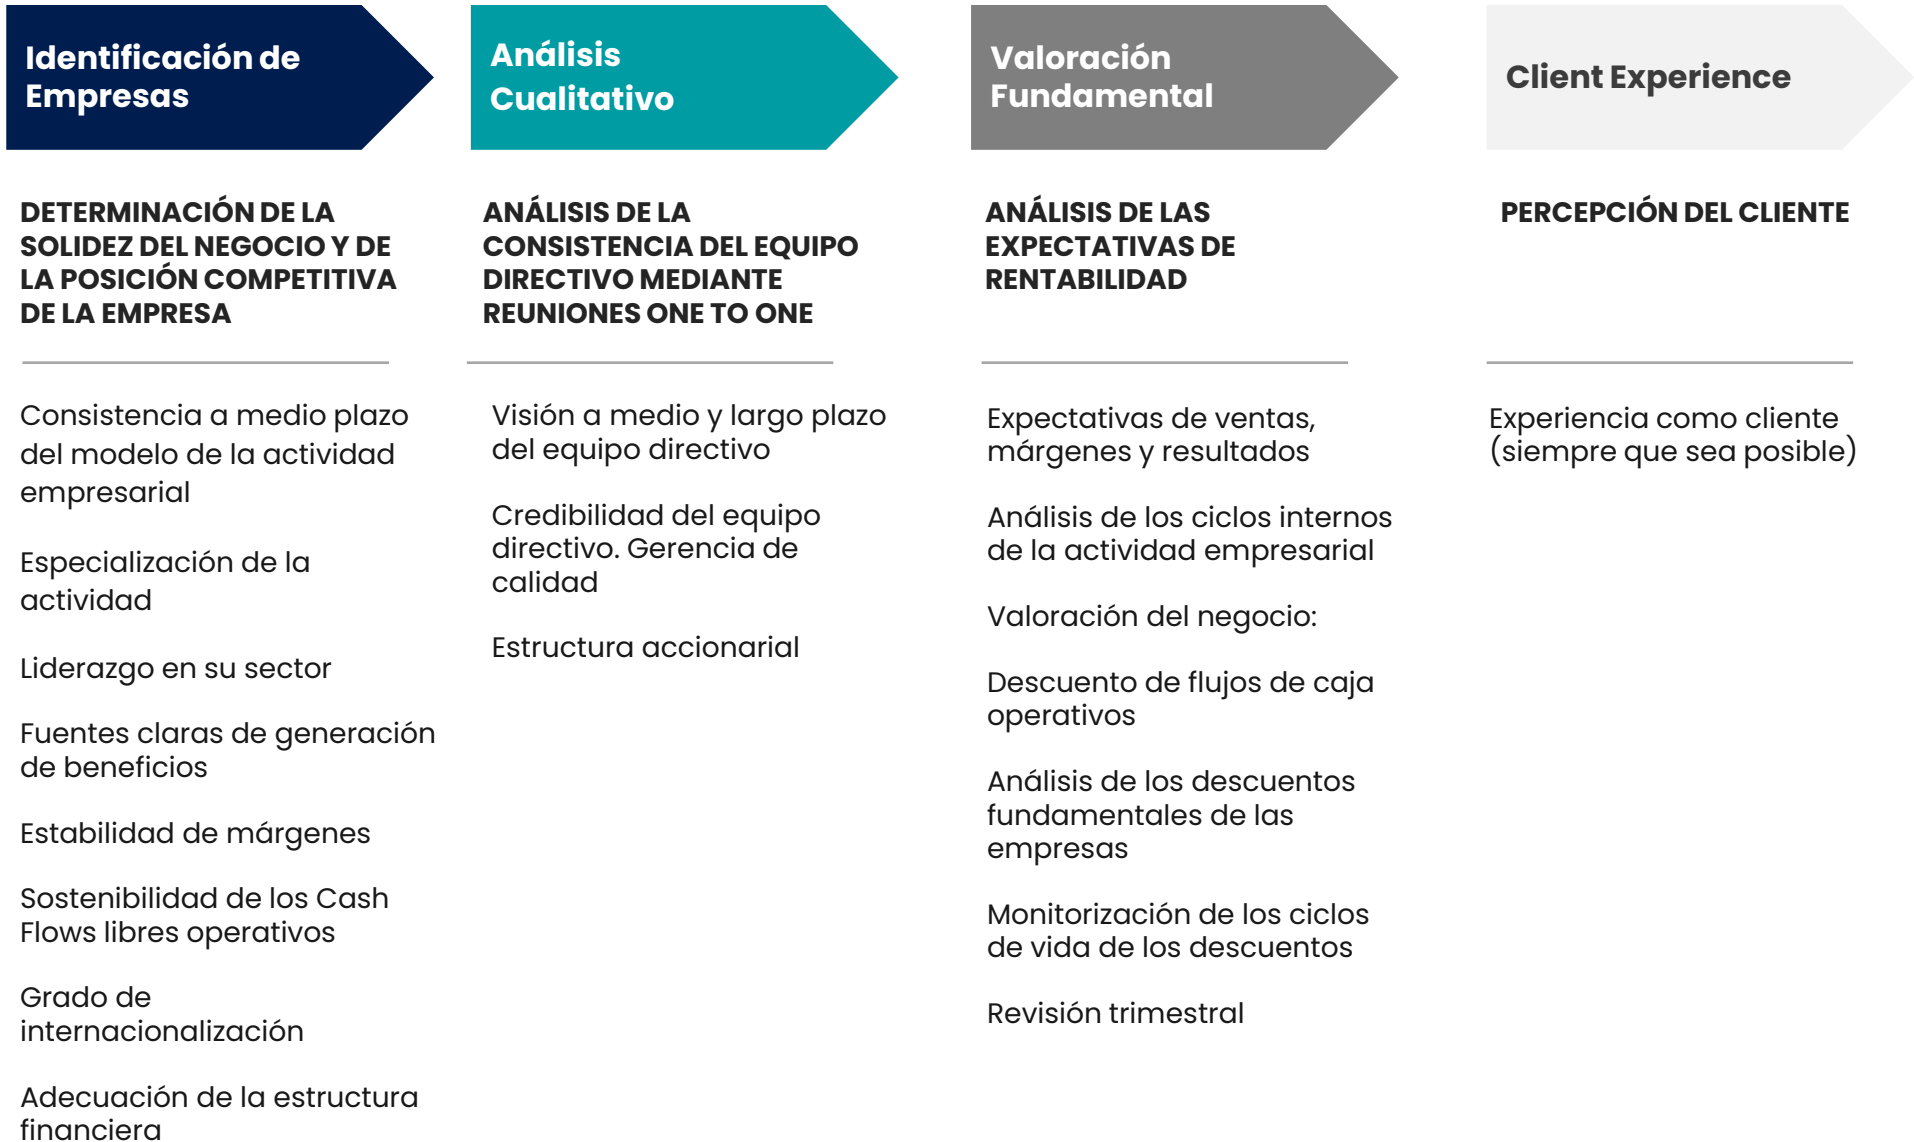 Identificación de
Empresas
DETERMINACIÓN DE LA
SOLIDEZ DEL NEGOCIO Y DE
LA POSICIÓN COMPETITIVA
DE LA EMPRESA
Consistencia a medio plazo
del modelo de la actividad
empresarial
Especialización de la
actividad
Liderazgo en su sector
Fuentes claras de generación
de beneficios
Estabilidad de márgenes
Sostenibilidad de los Cash
Flows libres operativos
Grado de
internacionalización
Adecuación de la estructura
financiera
Análisis
Cualitativo
ANÁLISIS DE LA
CONSISTENCIA DEL EQUIPO
DIRECTIVO MEDIANTE
REUNIONES ONE TO ONE
Visión a medio y largo plazo
del equipo directivo
Credibilidad del equipo
directivo. Gerencia de
calidad
Estructura accionarial
Valoración
Fundamental
ANÁLISIS DE LAS
EXPECTATIVAS DE
RENTABILIDAD
Expectativas de ventas,
márgenes y resultados
Análisis de los ciclos internos
de la actividad empresarial
Valoración del negocio:
Descuento de flujos de caja
operativos
Análisis de los descuentos
fundamentales de las
empresas
Monitorización de los ciclos
de vida de los descuentos
Revisión trimestral
Client Experience
PERCEPCIÓN DEL CLIENTE
Experiencia como cliente
(siempre que sea posible)